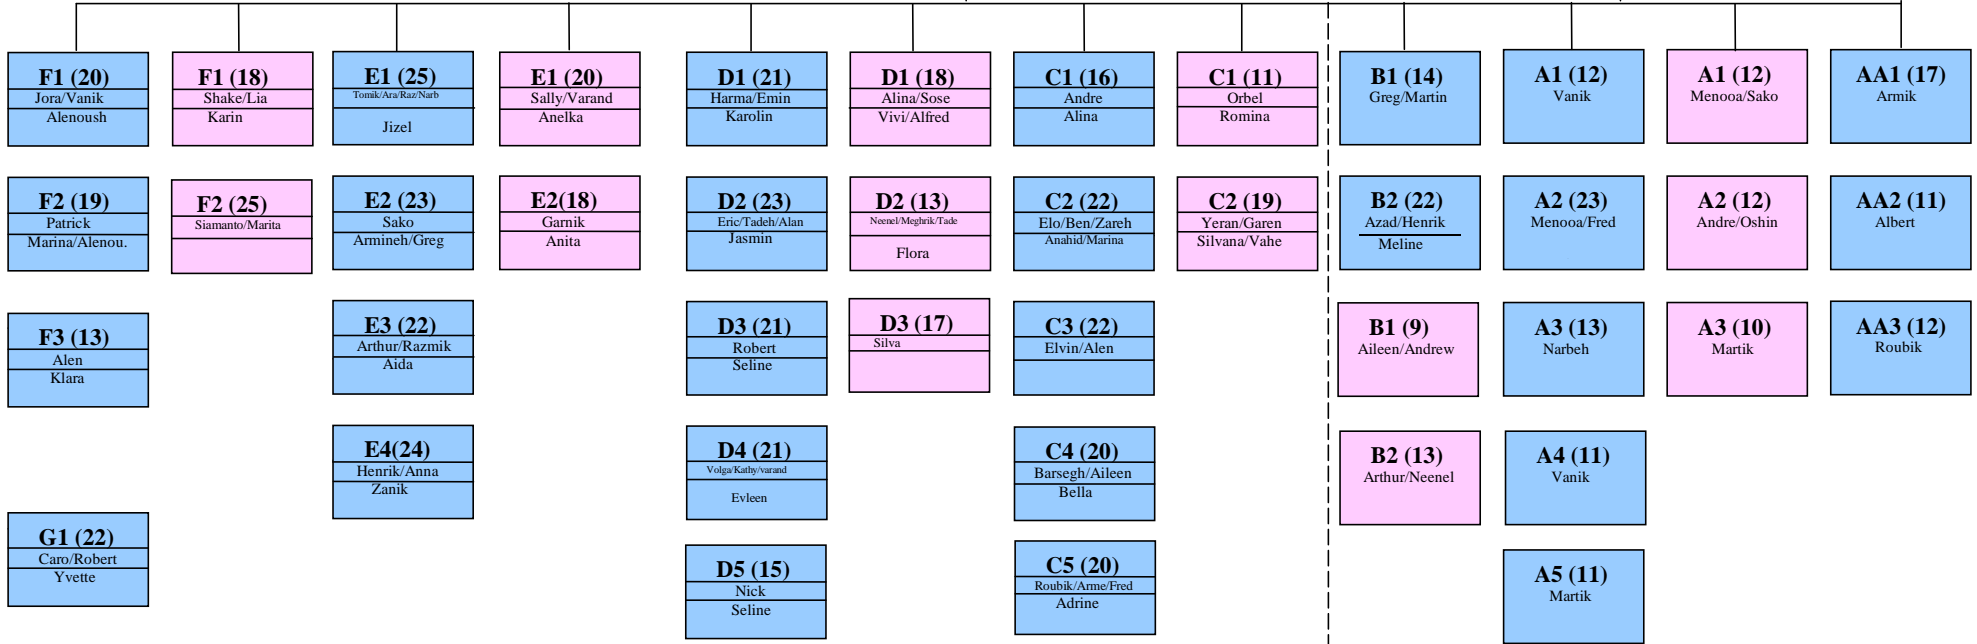 F1 (20)
Jora/Vanik
Alenoush
F2 (19)
Patrick
Marina/Alenou.
F3 (13)
Alen
Klara
G1 (22)
Caro/Robert
Yvette
F1 (18)
Shake/Lia
Karin
F2 (25)
Siamanto/Marita
E1 (25)
Tomik/Ara/Raz/Narb
Jizel
E2 (23)
Sako
Armineh/Greg
E3 (22)
Arthur/Razmik
Aida
E4(24)
Henrik/Anna
Zanik
E1 (20)
Sally/Varand
Anelka
E2(18)
Garnik
Anita
D1 (21)
Harma/Emin
Karolin
D2 (23)
Eric/Tadeh/Alan
Jasmin
D3 (21)
Robert
Seline
D4 (21)
Volga/Kathy/varand
Evleen
D5 (15)
Nick
Seline
D1 (18)
Alina/Sose
Vivi/Alfred
D2 (13)
Neenel/Meghrik/Tade
Flora
D3 (17)
Silva
C1 (16)
Andre
Alina
C2 (22)
Elo/Ben/Zareh
Anahid/Marina
C3 (22)
Elvin/Alen
C4 (20)
Barsegh/Aileen
Bella
C5 (20)
Roubik/Arme/Fred
Adrine
C1 (11)
Orbel
Romina
C2 (19)
Yeran/Garen
Silvana/Vahe
B1 (14)
Greg/Martin
B2 (22)
Azad/Henrik
Meline
B1 (9)
Aileen/Andrew
B2 (13)
Arthur/Neenel
A1 (12)
Vanik
A2 (23)
Menooa/Fred
A3 (13)
Narbeh
A4 (11)
Vanik
A5 (11)
Martik
A1 (12)
Menooa/Sako
A2 (12)
Andre/Oshin
A3 (10)
Martik
AA1 (17)
Armik
AA2 (11)
Albert
AA3 (12)
Roubik